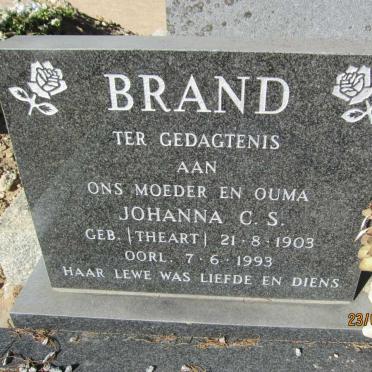 BRAND
TER GEDAGTENIS
AAN
ONS MOEDER EN OUMA
JOHANNA C. S.
GEB. |THEART| 21-8-1903
OORL. 7-6-1993
HAAR LEWE WAS LIEFDE EN DIENS
23/